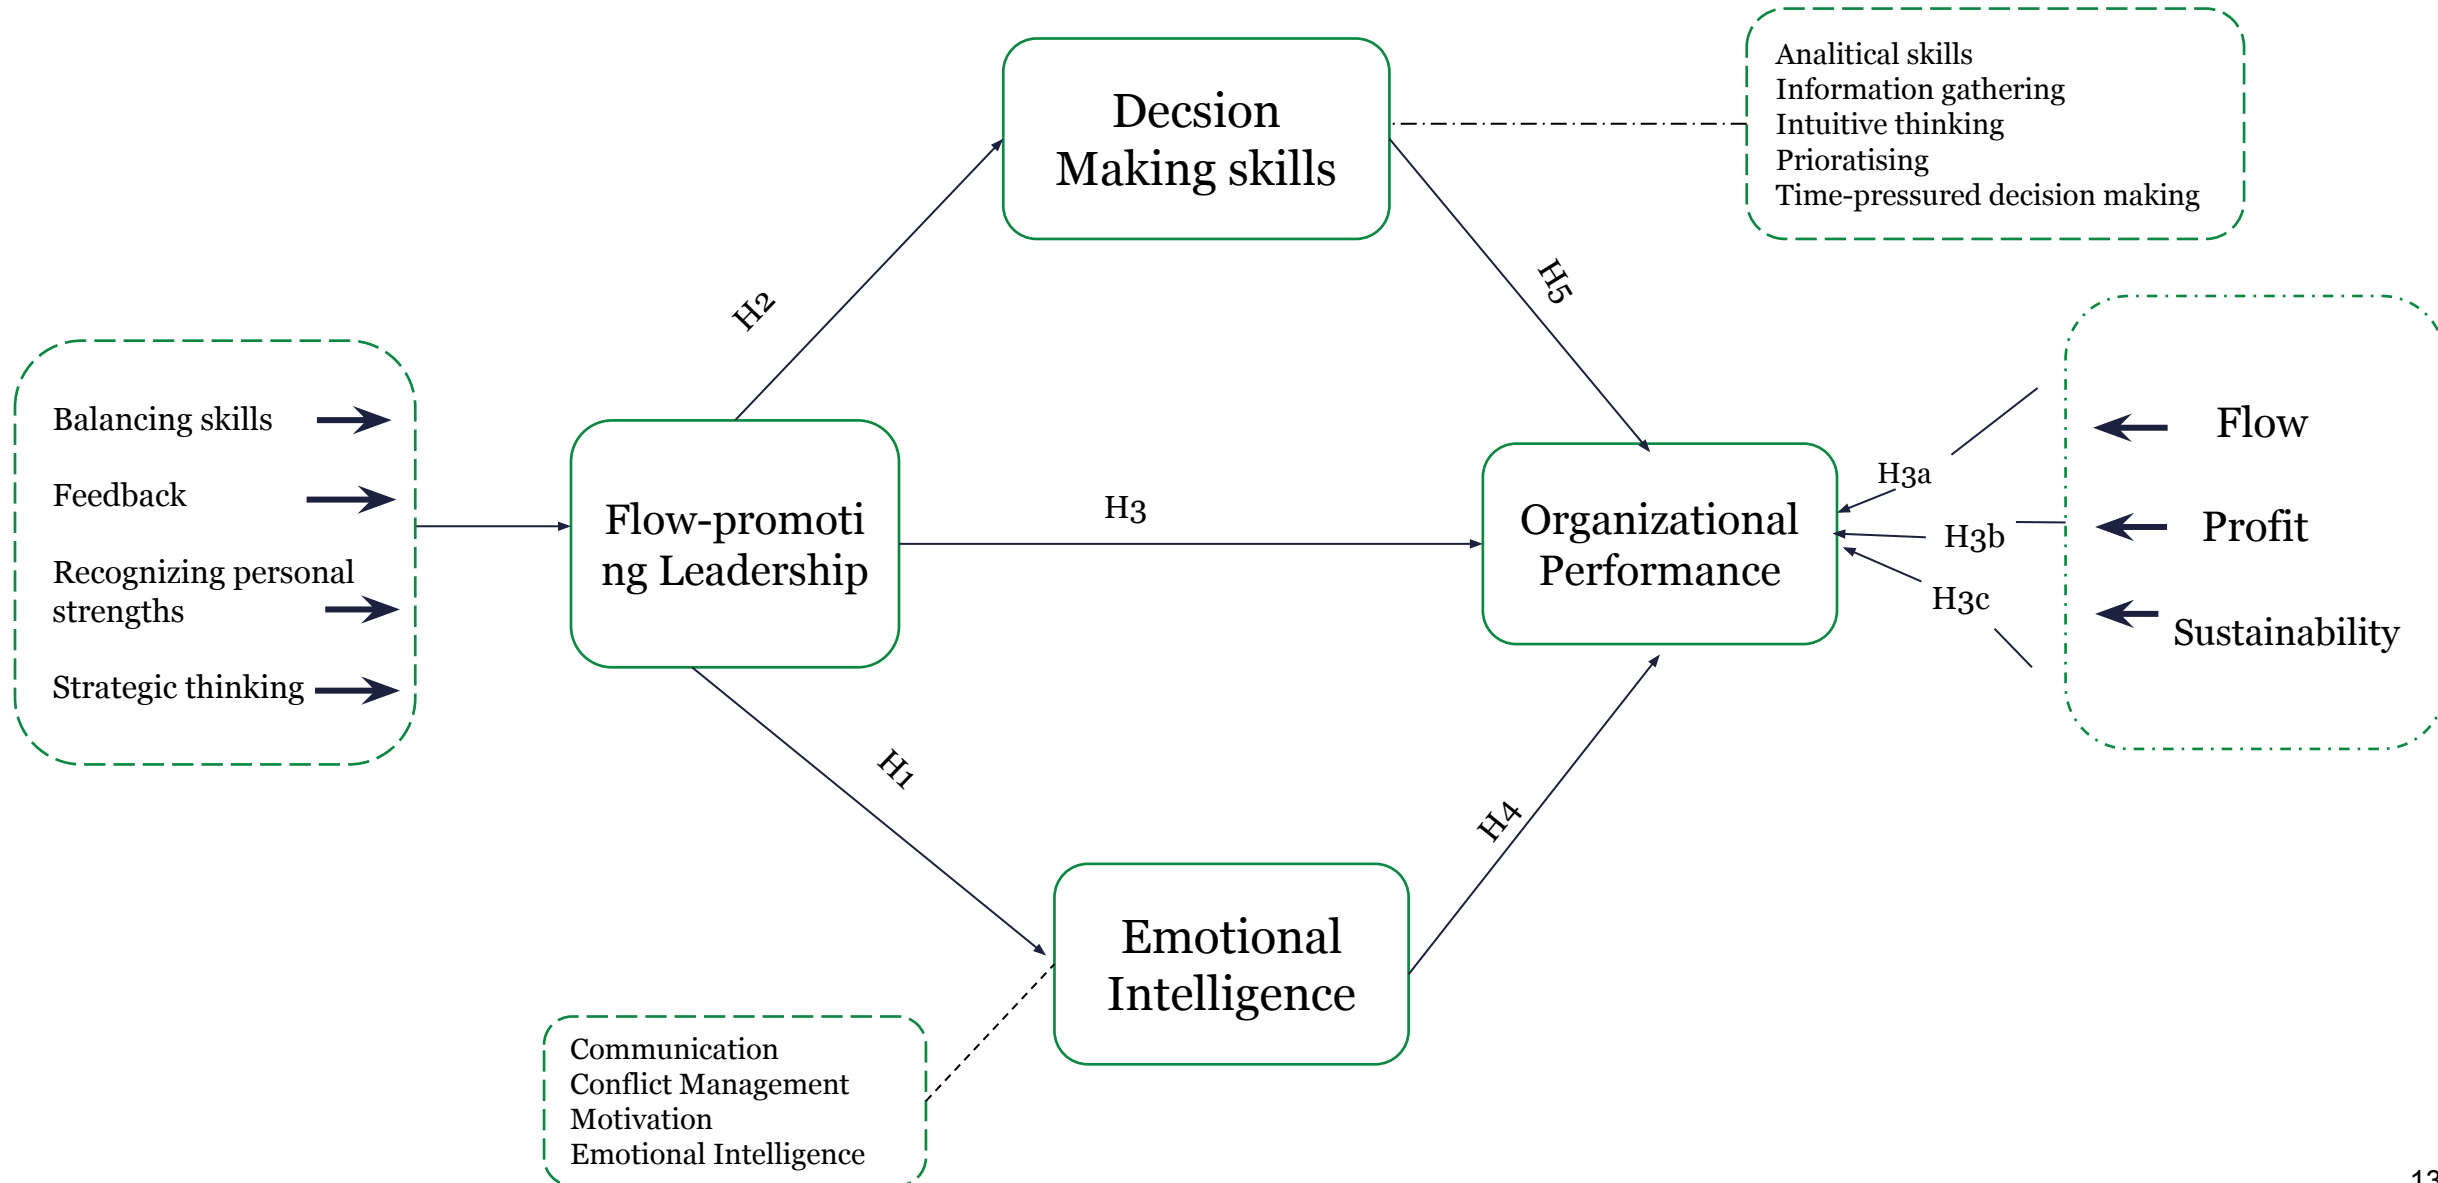 Decsion
Making skills
Analitical skills
Information gathering
Intuitive thinking
Prioratising
Time-pressured decision making
H2
H5
Balancing skills
Feedback
Recognizing personal
strengths
Strategic thinking
Flow-promoti
ng Leadership
H3
Organizational
Performance
H3a
H3b
H3c
Flow
Profit
Sustainability
H1
H4
Emotional
Intelligence
Communication
Conflict Management
Motivation
Emotional Intelligence
13